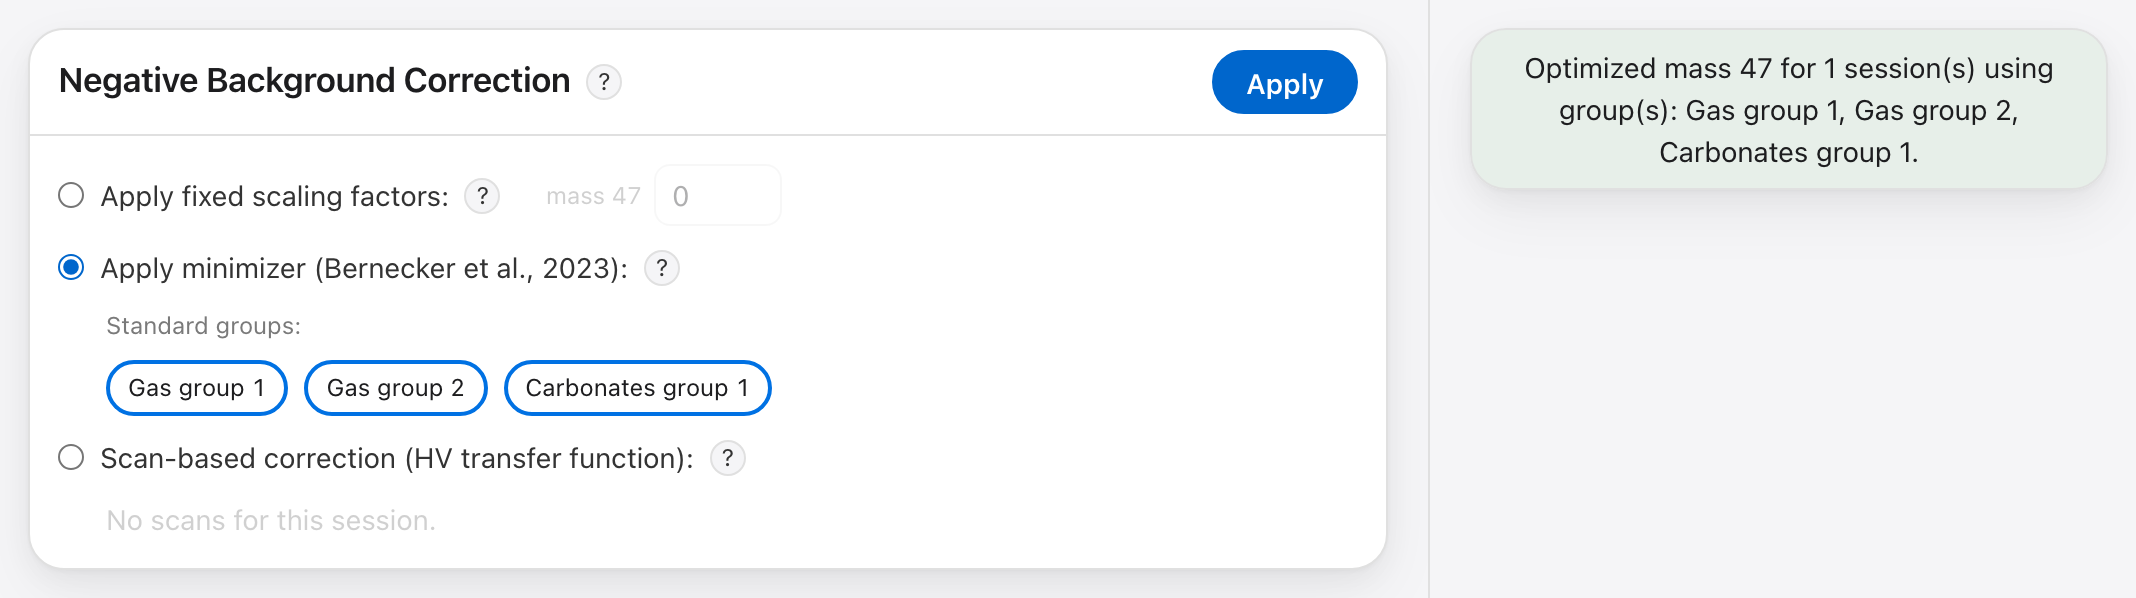 Negative Background Correction ?
Apply
Apply fixed scaling factors: ? mass 47 0
Apply minimizer (Bernecker et al., 2023): ?
Standard groups:
Gas group 1 Gas group 2 Carbonates group 1
Scan-based correction (HV transfer function): ?
No scans for this session.
Optimized mass 47 for 1 session(s) using
group(s): Gas group 1, Gas group 2,
Carbonates group 1.